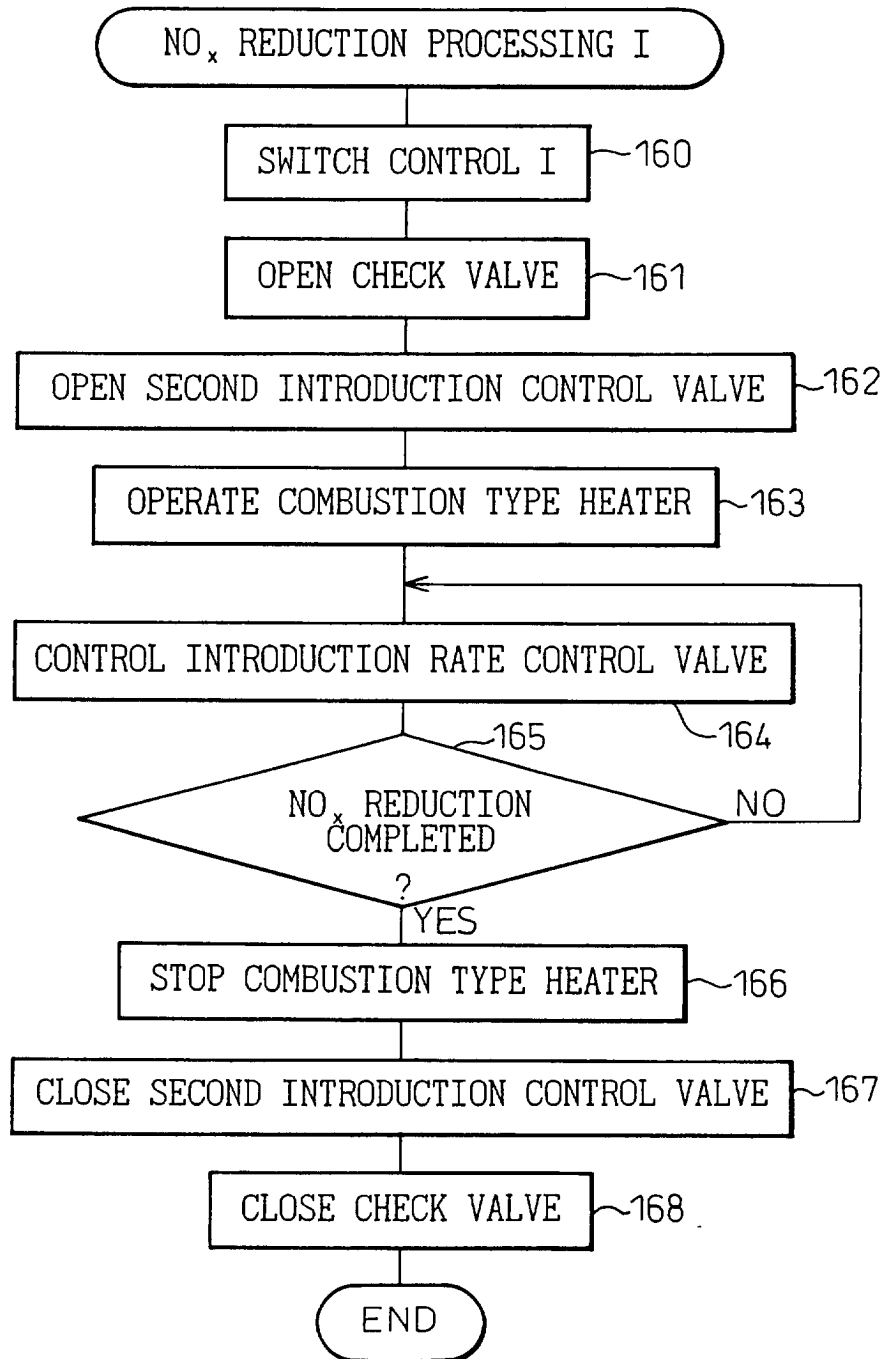 NOx REDUCTION PROCESSING I
SWITCH CONTROL I
160
OPEN CHECK VALVE
161
OPEN SECOND INTRODUCTION CONTROL VALVE
162
OPERATE COMBUSTION TYPE HEATER
163
CONTROL INTRODUCTION RATE CONTROL VALVE
164
165
NOx REDUCTION
COMPLETED
?
NO
YES
STOP COMBUSTION TYPE HEATER
166
CLOSE SECOND INTRODUCTION CONTROL VALVE
167
CLOSE CHECK VALVE
168
END